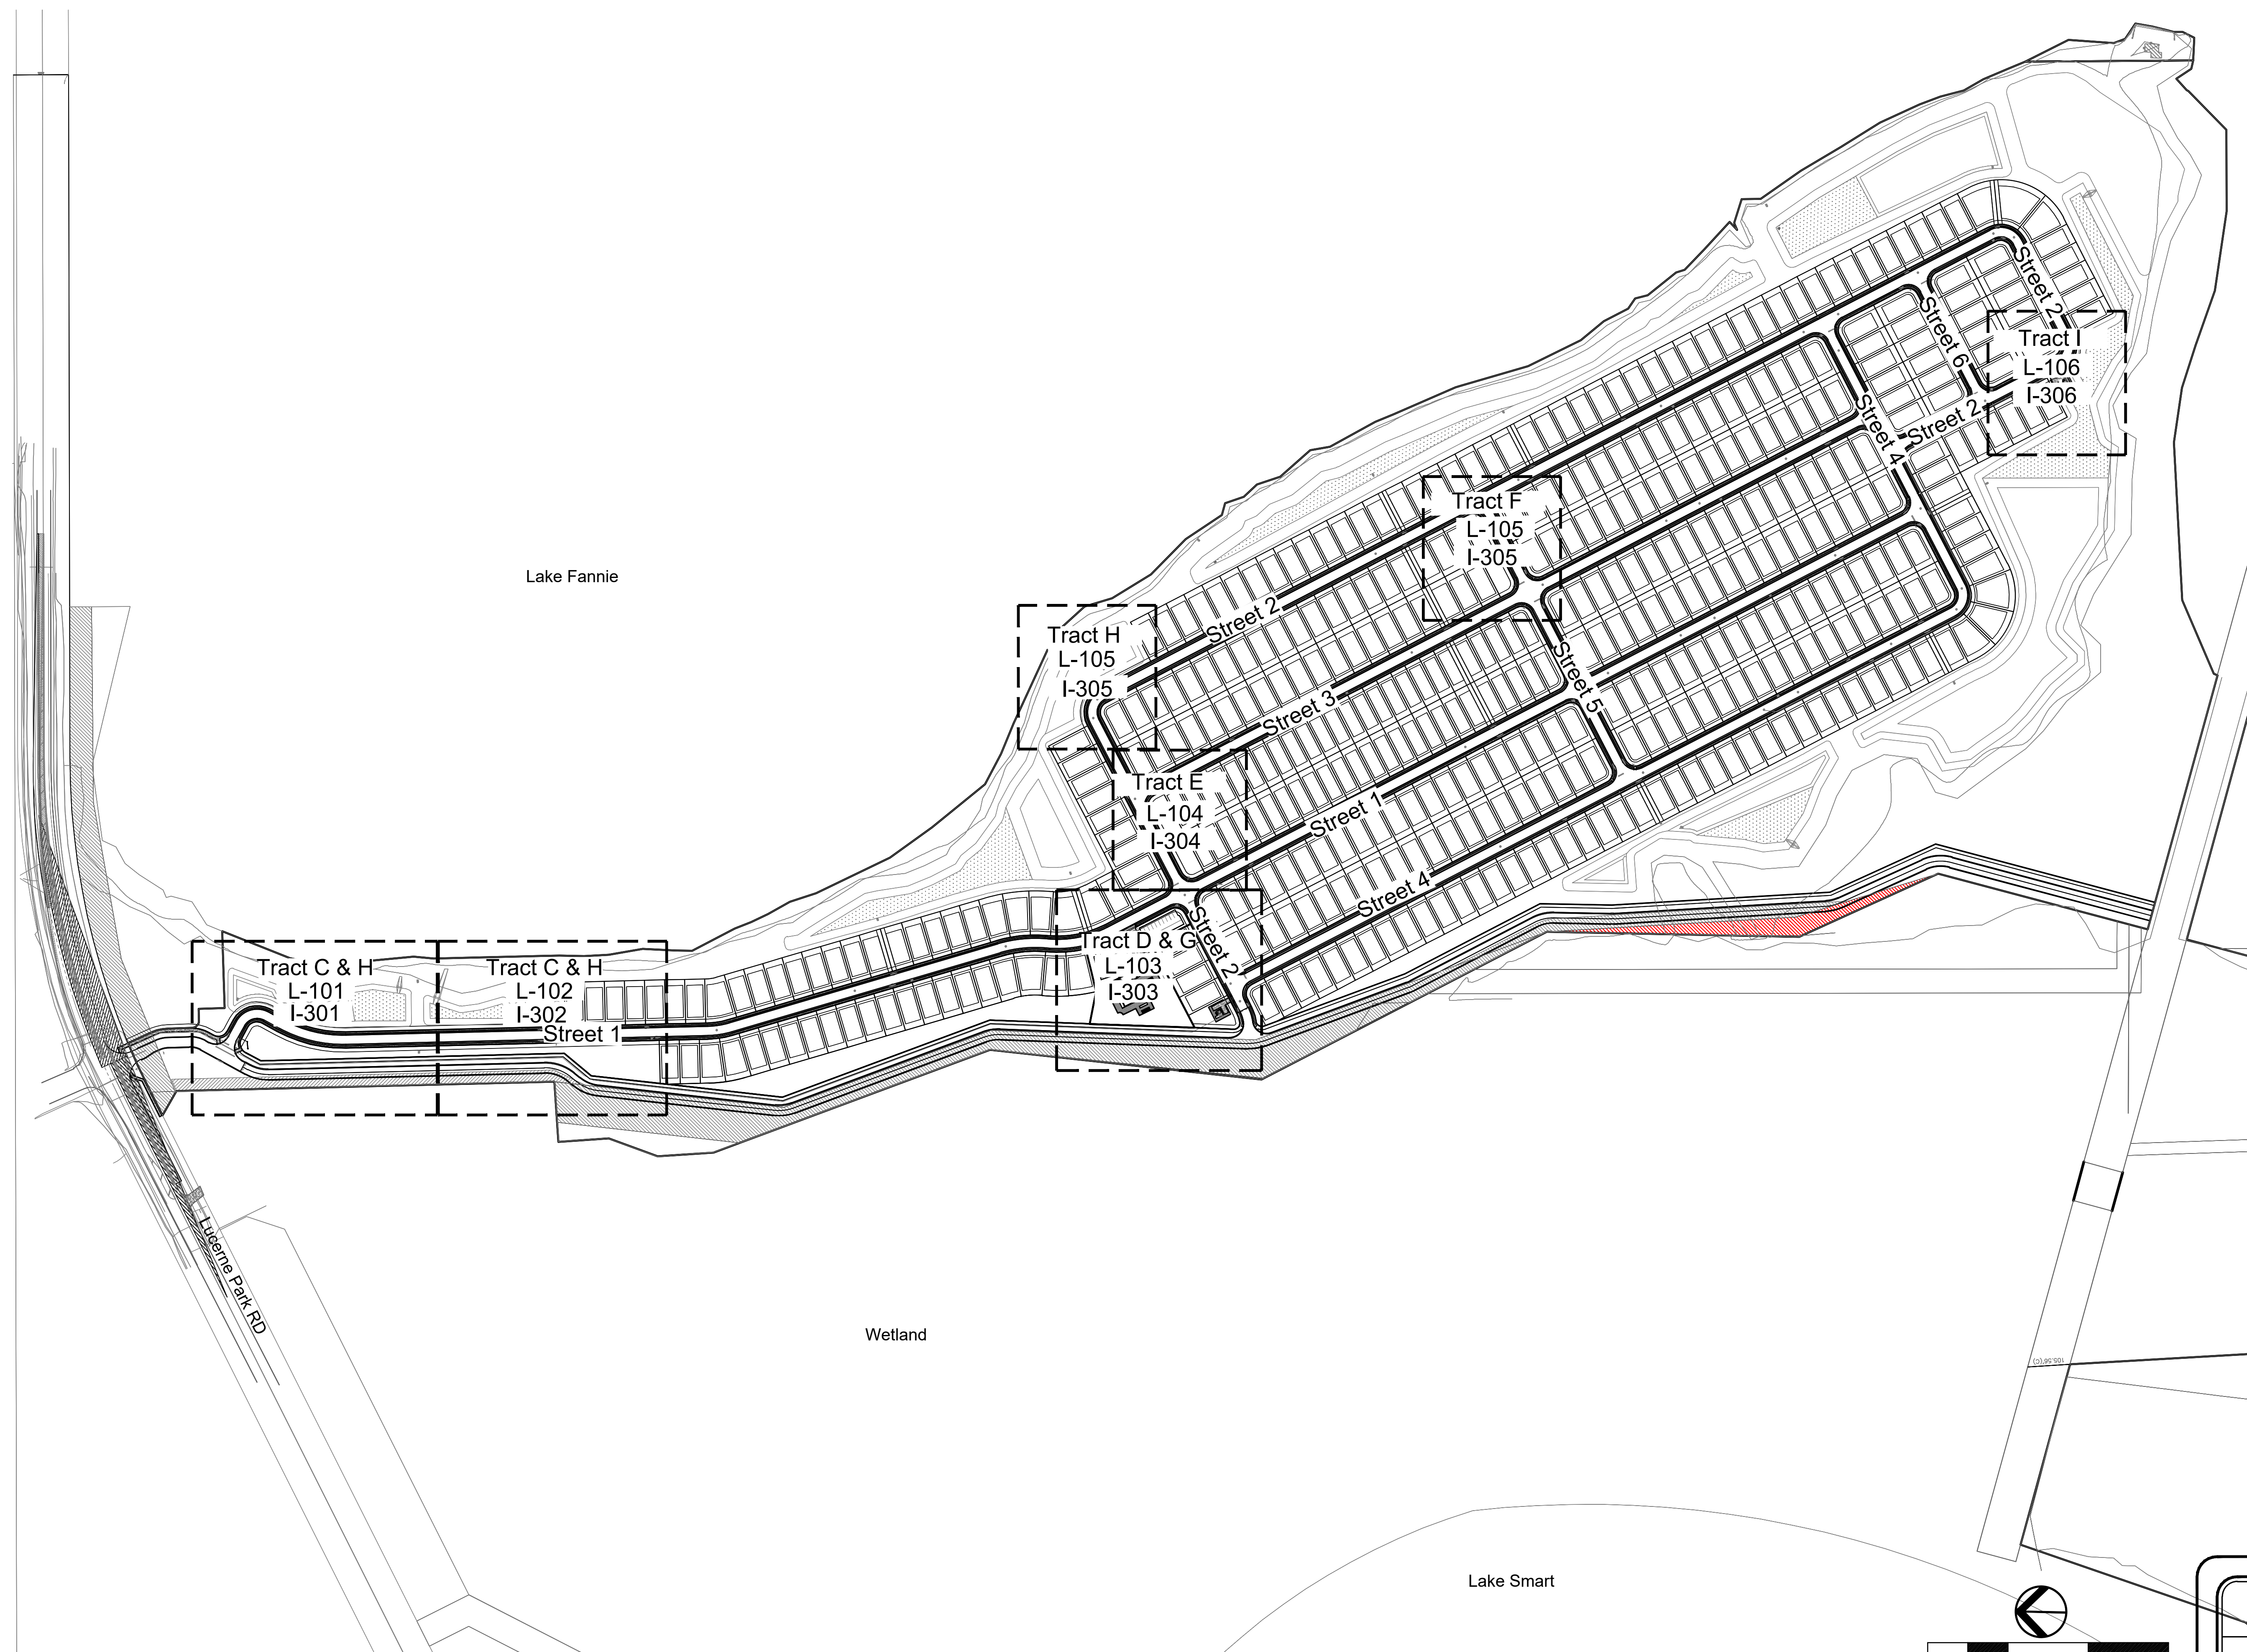 Street 2
Street 6
Tract I
L-106
I-306
Street 4
Street 2
Tract F
L-105
I-305
Lake Fannie
Street 2
Tract H
L-105
I-305
Street 3
Street 5
Tract E
L-104
I-304
Street 1
Street 4
Street 2
Tract D & G
L-103
I-303
Tract C & H
L-101
I-301
Tract C & H
L-102
I-302
Street 1
Lucerne Park RD
Wetland
105.56'(C)
Lake Smart